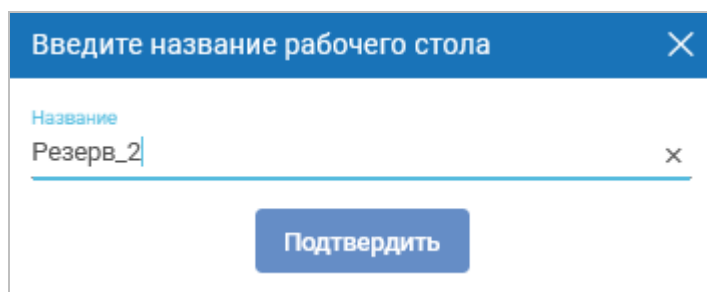 Введите название рабочего стола
Название
Резерв_2
Подтвердить